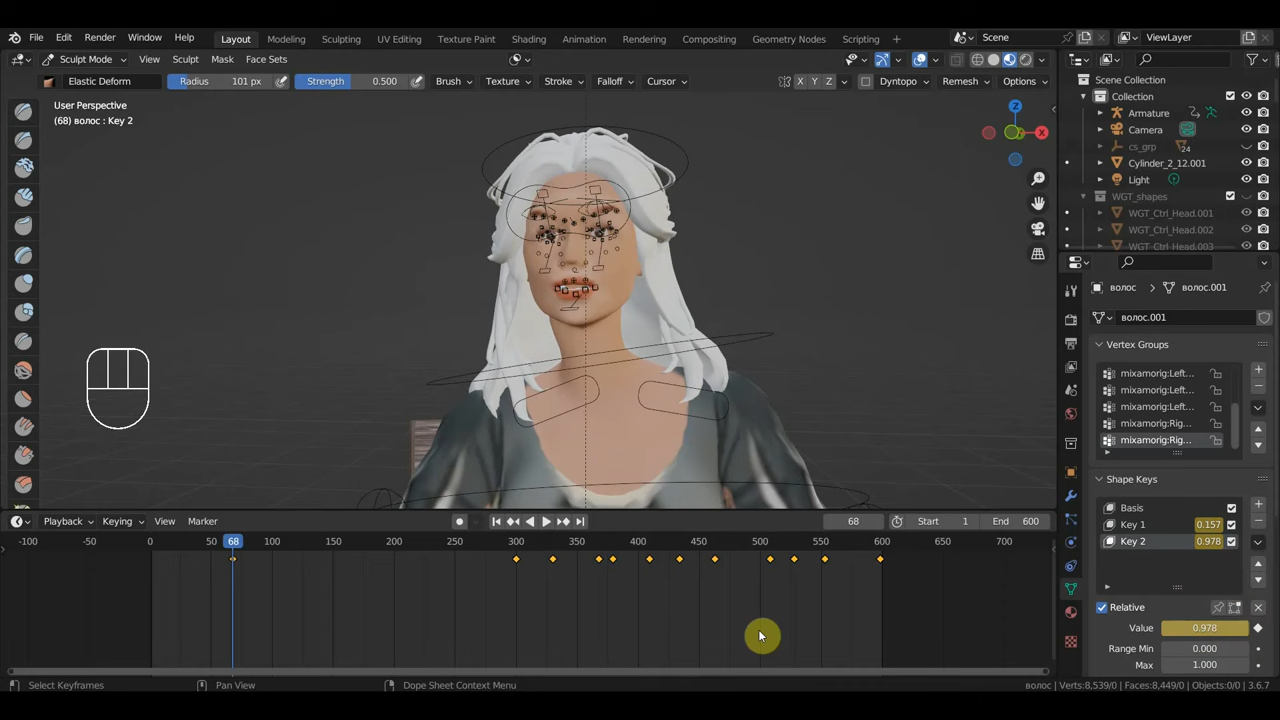 File Edit Render Window Help Layout Modeling Sculpting UV Editing Texture Paint Shading Animation Rendering Compositing Geometry Nodes Scripting Scene ViewLayer
Sculpt Mode View Sculpt Mask Face Sets
Elastic Deform Radius 101 px Strength 0.500 Brush Texture Stroke Falloff Cursor X Y Z Dyntopo Remesh Options
User Perspective
(68) волос : Key 2
Z
X
Scene Collection
Collection
Armature
Camera
cs_grp 24
Cylinder_2_12.001
Light
WGT_shapes
WGT_Ctrl_Head.001
WGT_Ctrl_Head.002
WGT_Ctrl_Head.003
волос волос.001
волос.001
Vertex Groups
mixamorig:Left...
mixamorig:Left...
mixamorig:Left...
mixamorig:Rig...
mixamorig:Rig...
Shape Keys
Basis
Key 1 0.157
Key 2 0.978
Relative
Value 0.978
Range Min 0.000
Max 1.000
Playback Keying View Marker 68 Start 1 End 600
-100 -50 0 50 68 100 150 200 250 300 350 400 450 500 550 600 650 700
Select Keyframes Pan View Dope Sheet Context Menu волос | Verts:8,539/0 | Faces:8,449/0 | Objects:0/0 | 3.6.7